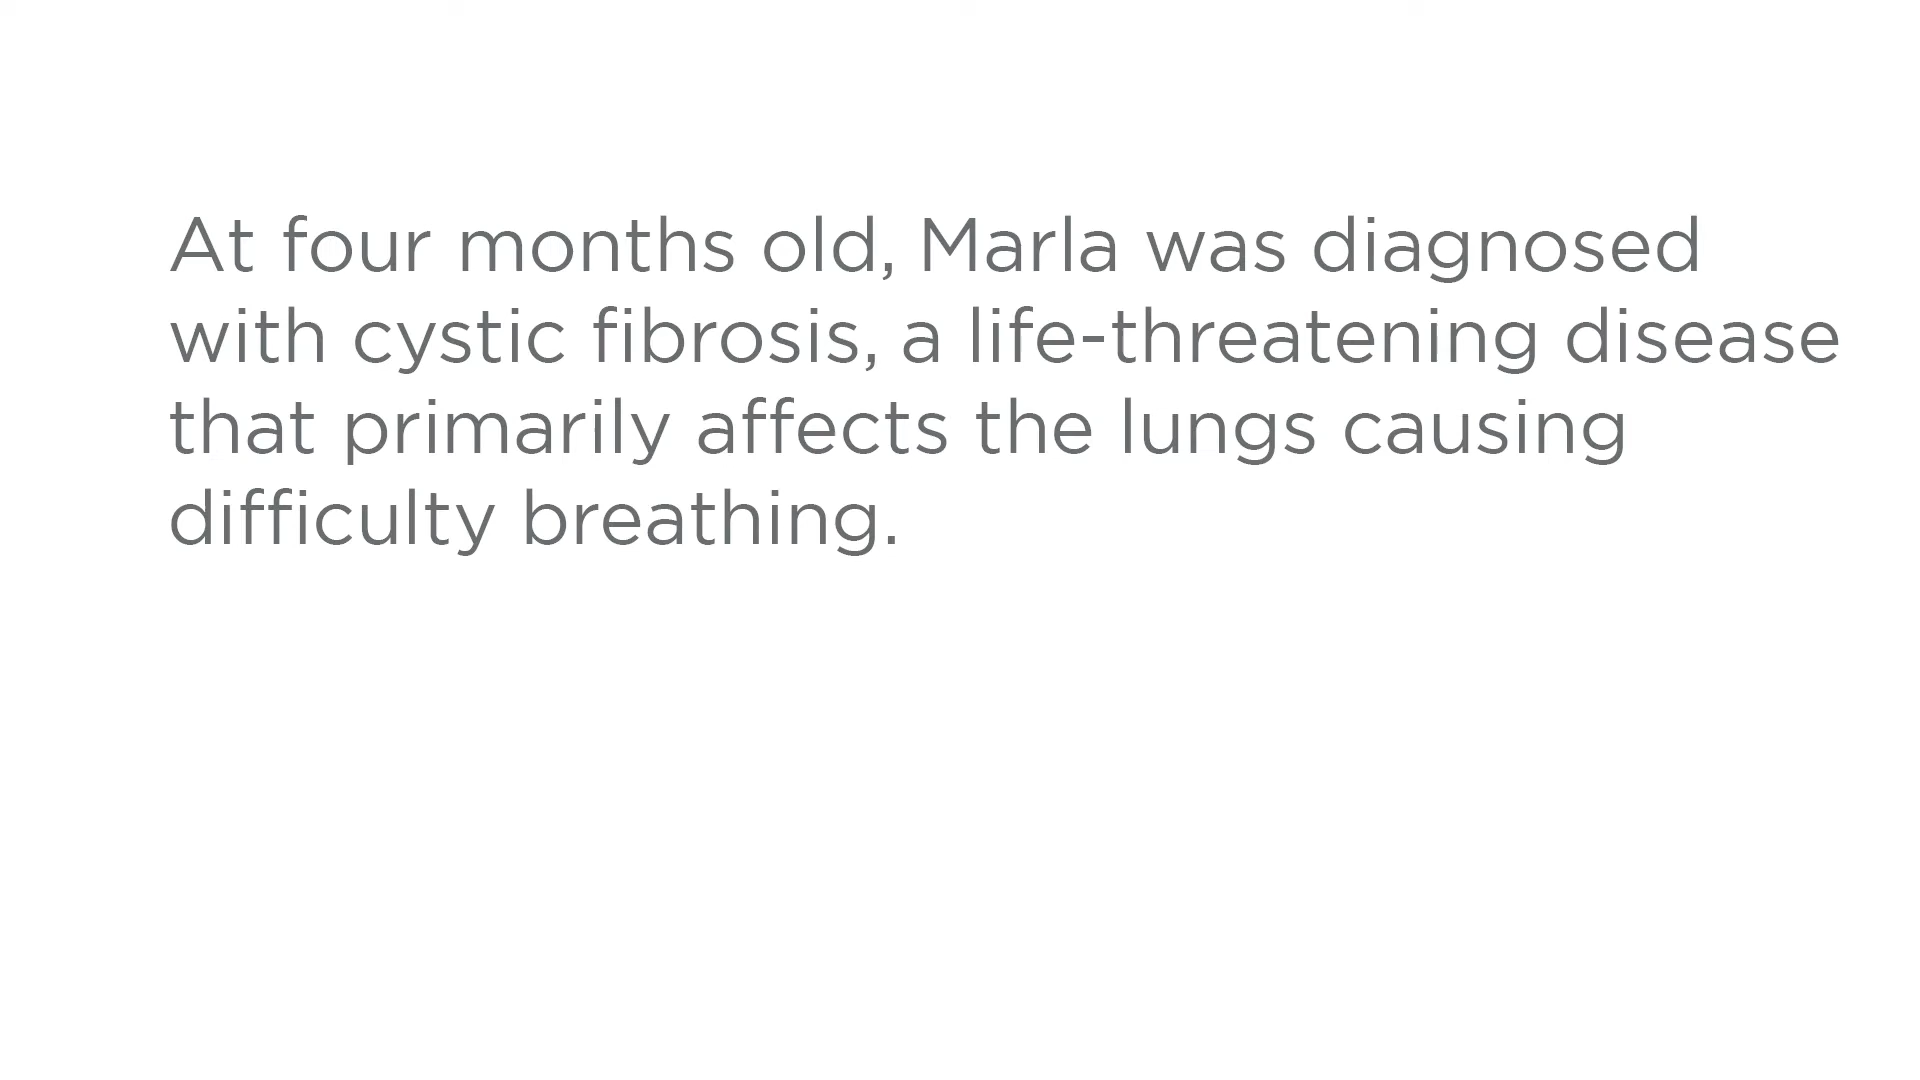 At four months old, Marla was diagnosed
with cystic fibrosis, a life-threatening disease
that primarily affects the lungs causing
difficulty breathing.